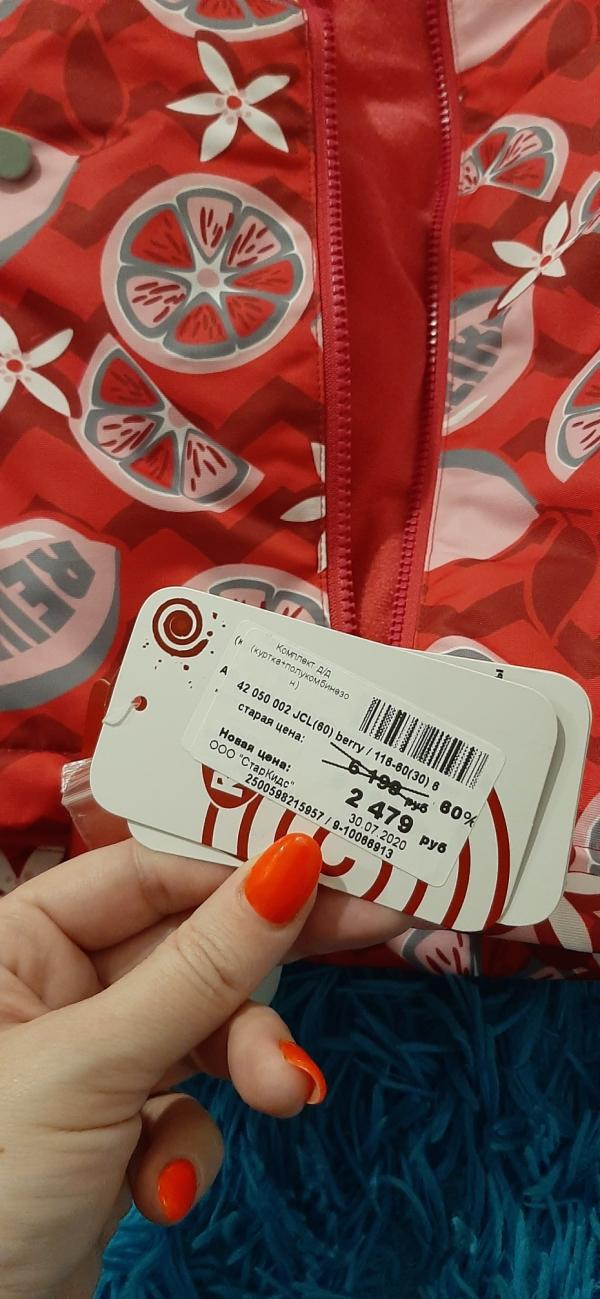 Комплект д/д
(куртка+полукомбинезо
н)
42 050 002 JCL(60) berry / 116-60(30) 6
старая цена:
6 198 руб 60%
Новая цена:
2 479 руб
ООО "СтарКидс"
30.07.2020
2500598215957 / 9-10066913